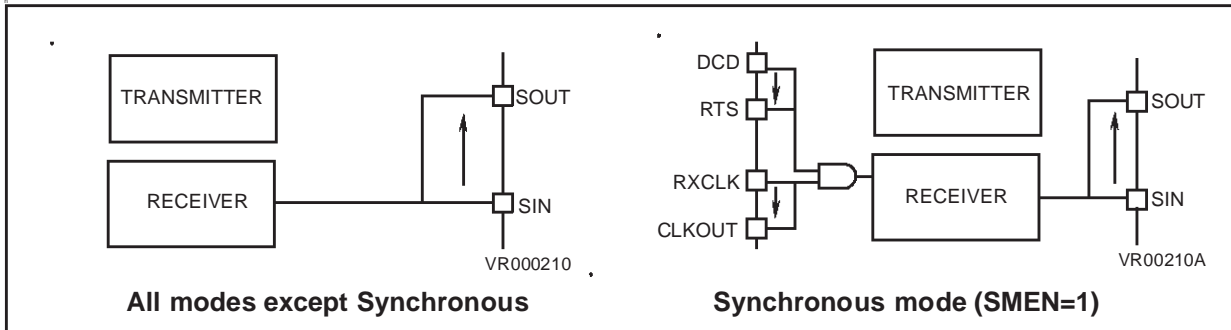 TRANSMITTER
RECEIVER
SOUT
SIN
VR000210
All modes except Synchronous
DCD
RTS
RXCLK
CLKOUT
TRANSMITTER
RECEIVER
SOUT
SIN
VR00210A
Synchronous mode (SMEN=1)